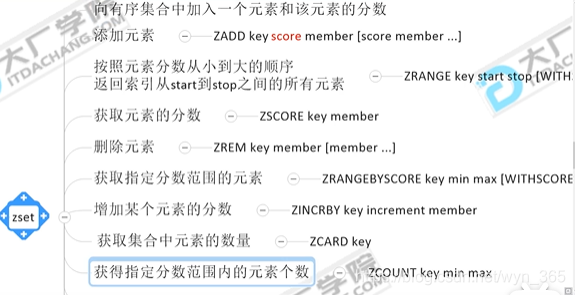 向有序集合中加入一个元素和该元素的分数
添加元素 ZADD key score member [score member ...]
按照元素分数从小到大的顺序
返回索引从start到stop之间的所有元素 ZRANGE key start stop [WITHS
获取元素的分数 ZSCORE key member
删除元素 ZREM key member [member ...]
获取指定分数范围的元素 ZRANGEBYSCORE key min max [WITHSCORE
zset
增加某个元素的分数 ZINCRBY key increment member
获取集合中元素的数量 ZCARD key
获得指定分数范围内的元素个数 ZCOUNT key min max
大厂学院
ITDACHANG.COM